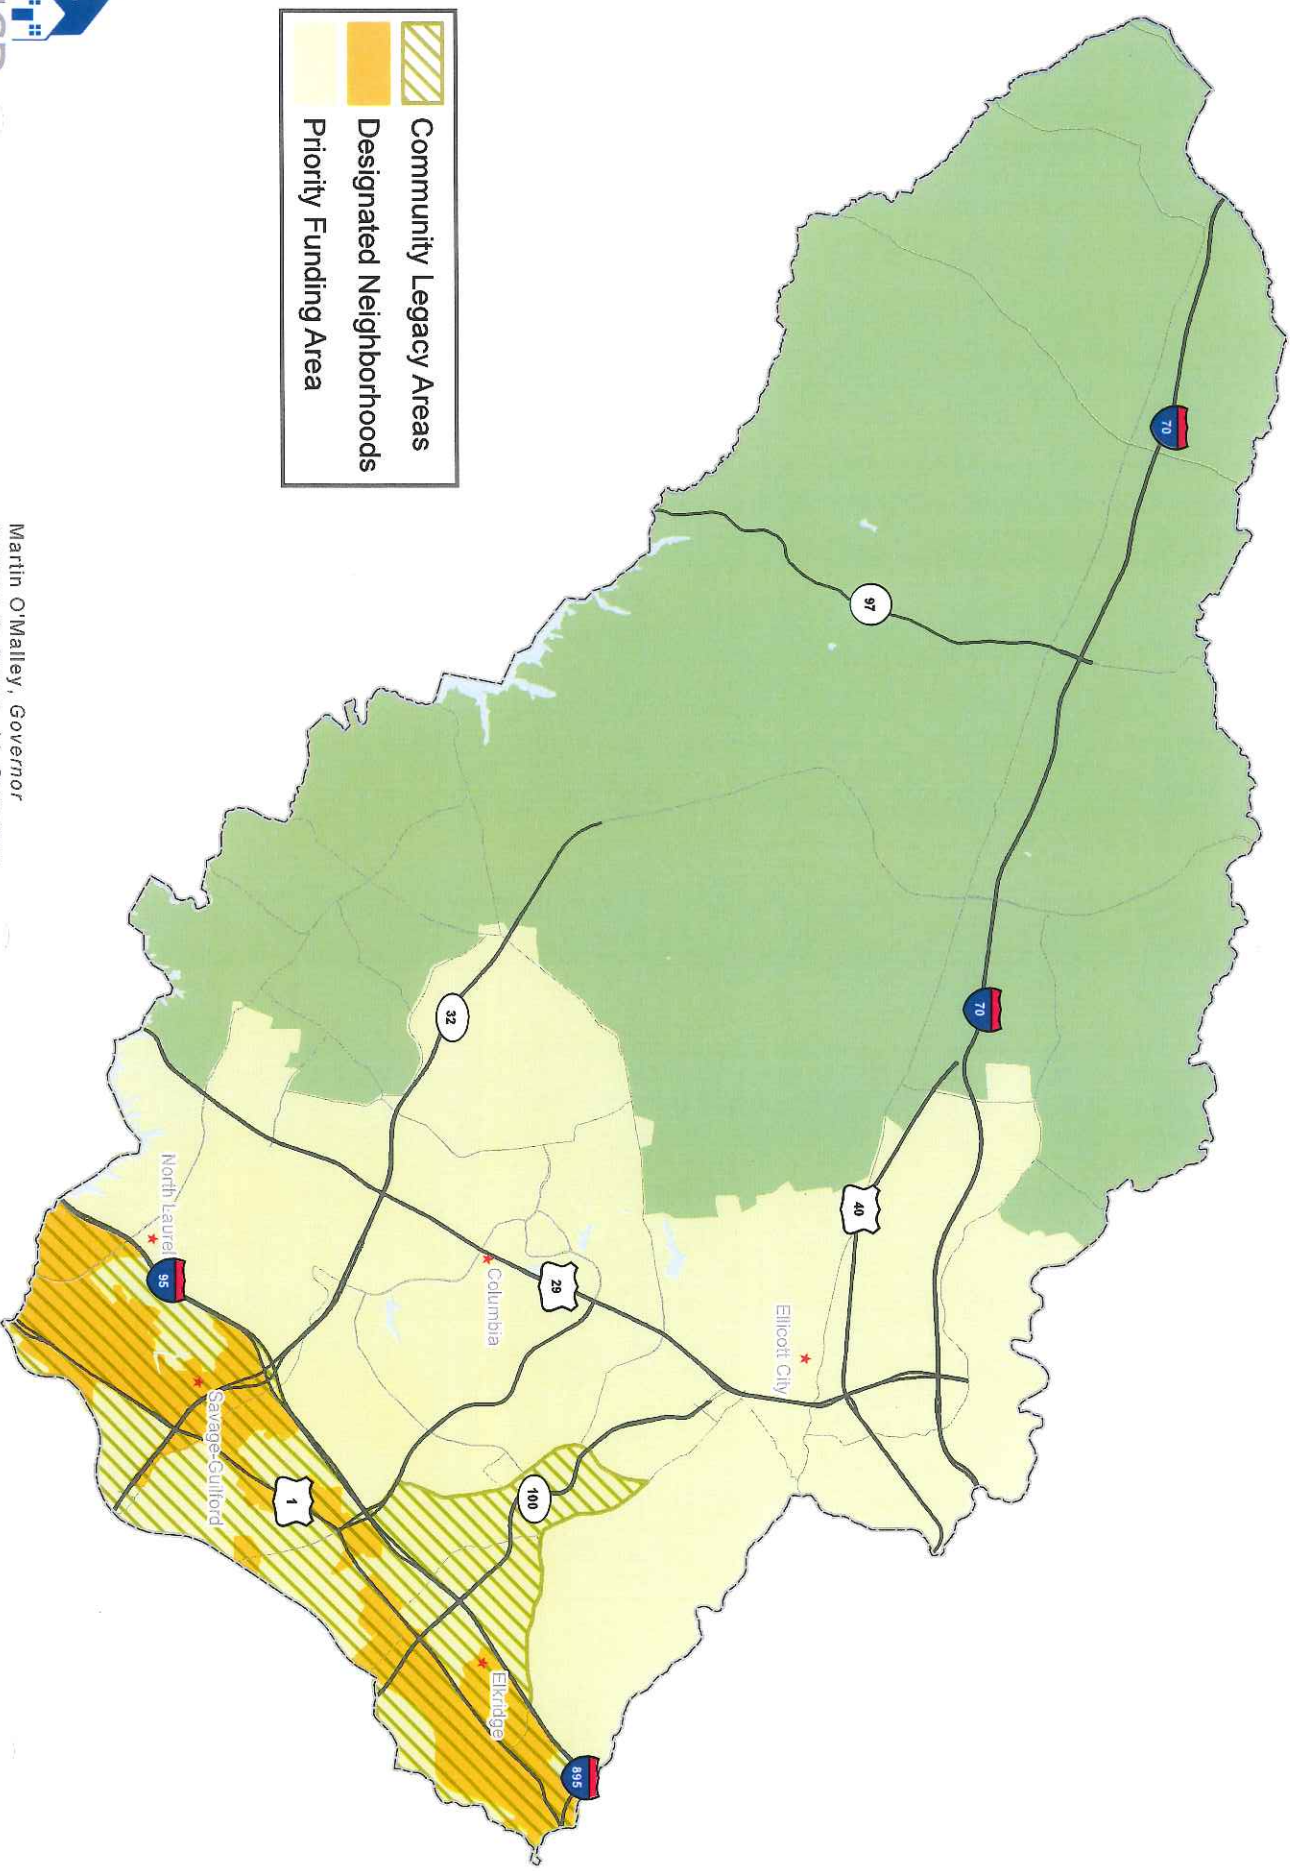 Community Legacy Areas
Designated Neighborhoods
Priority Funding Area
70
70
97
40
32
29
Ellicott City
Columbia
North Laurel
95
Savage-Guilford
1
100
Elkridge
895
Martin O'Malley, Governor